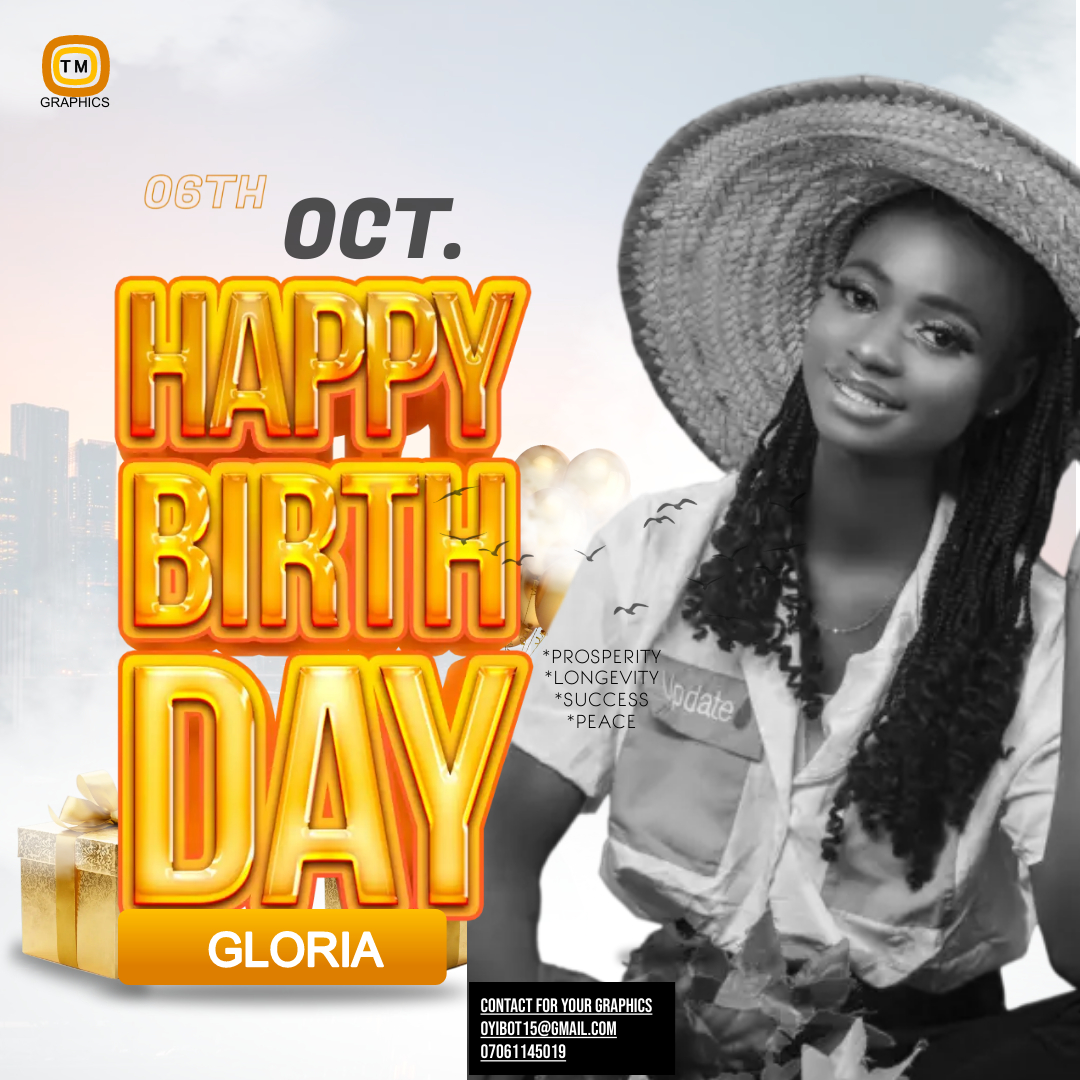 TM
GRAPHICS
06TH
OCT.
HAPPY
BIRTH
DAY
GLORIA
*PROSPERITY
*LONGEVITY
*SUCCESS
*PEACE
Update
CONTACT FOR YOUR GRAPHICS
OYIBOT15@GMAIL.COM
07061145019